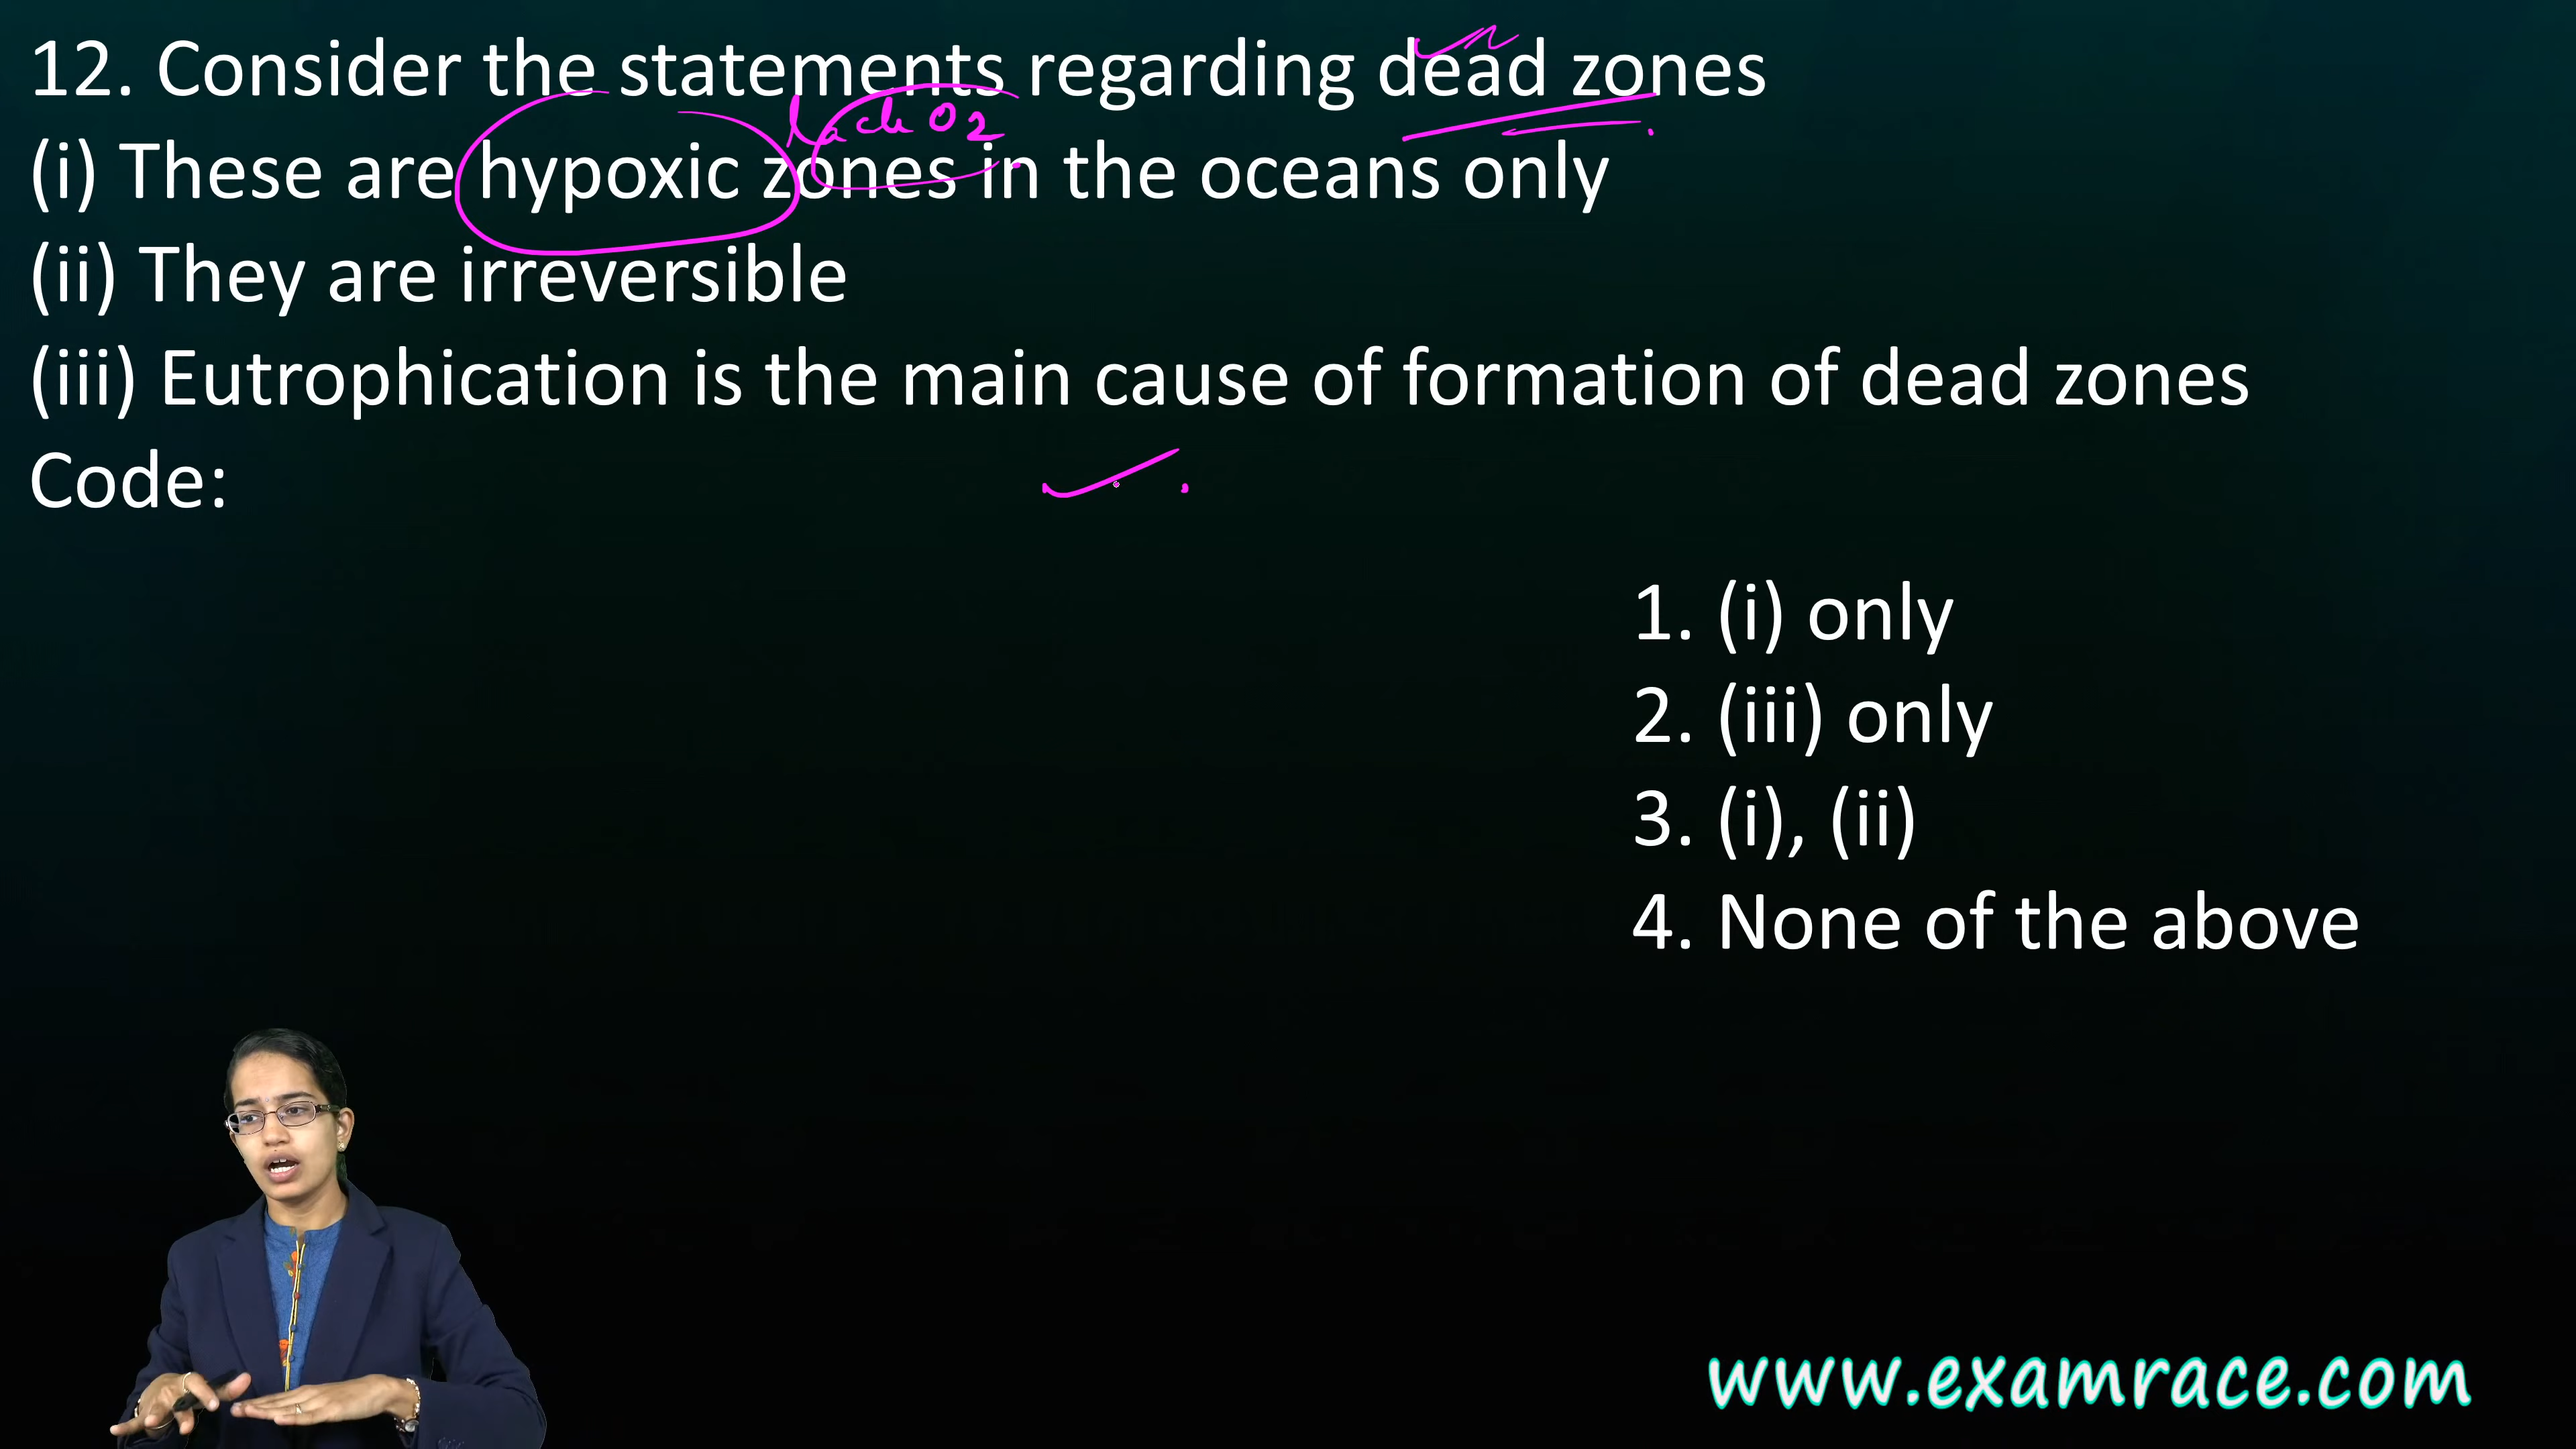 12. Consider the statements regarding dead zones
lack O2
(i) These are hypoxic zones in the oceans only
(ii) They are irreversible
(iii) Eutrophication is the main cause of formation of dead zones
Code:
1. (i) only
2. (iii) only
3. (i), (ii)
4. None of the above
www.examrace.com